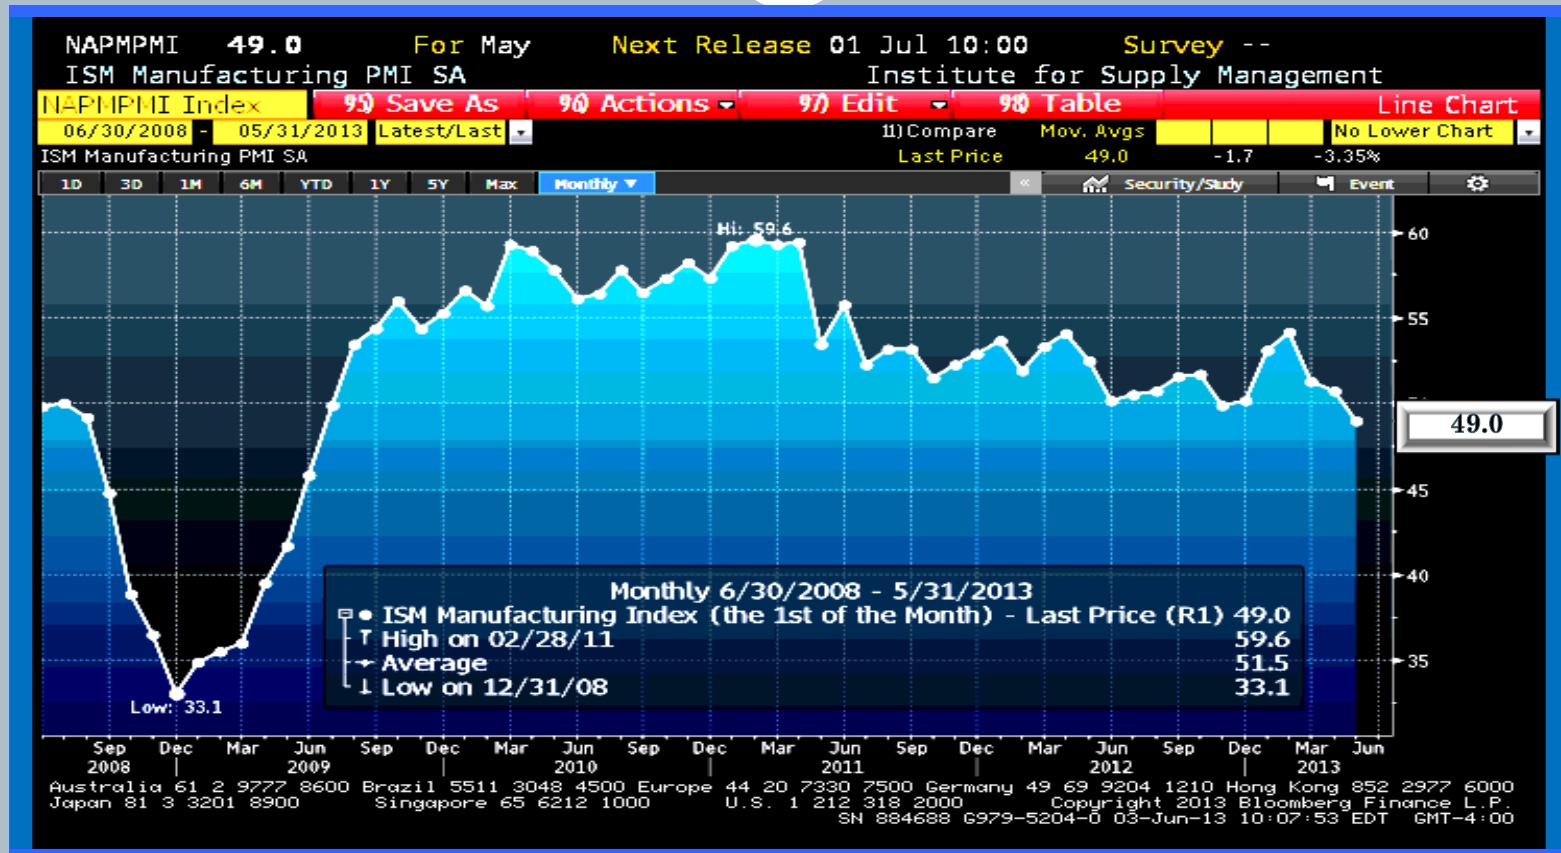 NAPMPMI 49.0 For May Next Release 01 Jul 10:00 Survey --
ISM Manufacturing PMI SA Institute for Supply Management
NAPMPMI Index 95) Save As 96) Actions 97) Edit 98) Table Line Chart
06/30/2008 - 05/31/2013 Latest/Last 11) Compare Mov. Avgs No Lower Chart
ISM Manufacturing PMI SA Last Price 49.0 -1.7 -3.35%
1D 3D 1M 6M YTD 1Y 5Y Max Monthly ▼ « Security/Study Event
Hi: 59.6
60
55
49.0
45
40
35
Monthly 6/30/2008 - 5/31/2013
ISM Manufacturing Index (the 1st of the Month) - Last Price (R1) 49.0
High on 02/28/11 59.6
Average 51.5
Low on 12/31/08 33.1
Low: 33.1
Sep Dec Mar Jun Sep Dec Mar Jun Sep Dec Mar Jun Sep Dec Mar Jun Sep Dec Mar Jun
2008 2009 2010 2011 2012 2013
Australia 61 2 9777 8600 Brazil 5511 3048 4500 Europe 44 20 7330 7500 Germany 49 69 9204 1210 Hong Kong 852 2977 6000
Japan 81 3 3201 8900 Singapore 65 6212 1000 U.S. 1 212 318 2000 Copyright 2013 Bloomberg Finance L.P.
SN 884688 G979-5204-0 03-Jun-13 10:07:53 EDT GMT-4:00